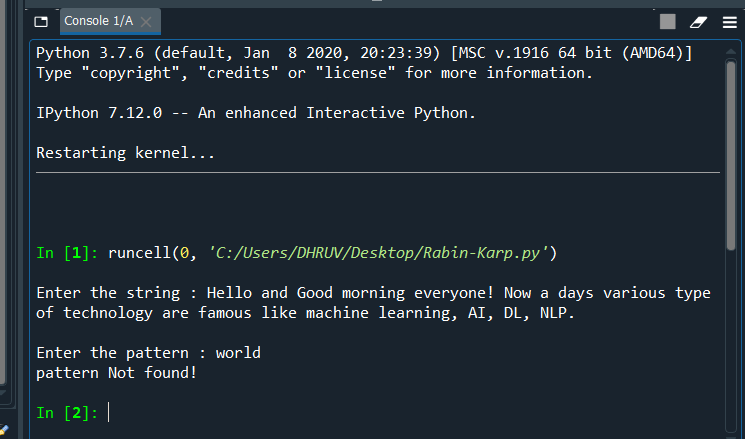 Console 1/A
Python 3.7.6 (default, Jan  8 2020, 20:23:39) [MSC v.1916 64 bit (AMD64)]
Type "copyright", "credits" or "license" for more information.
IPython 7.12.0 -- An enhanced Interactive Python.
Restarting kernel...
In [1]: runcell(0, 'C:/Users/DHRUV/Desktop/Rabin-Karp.py')
Enter the string : Hello and Good morning everyone! Now a days various type
of technology are famous like machine learning, AI, DL, NLP.
Enter the pattern : world
pattern Not found!
In [2]: